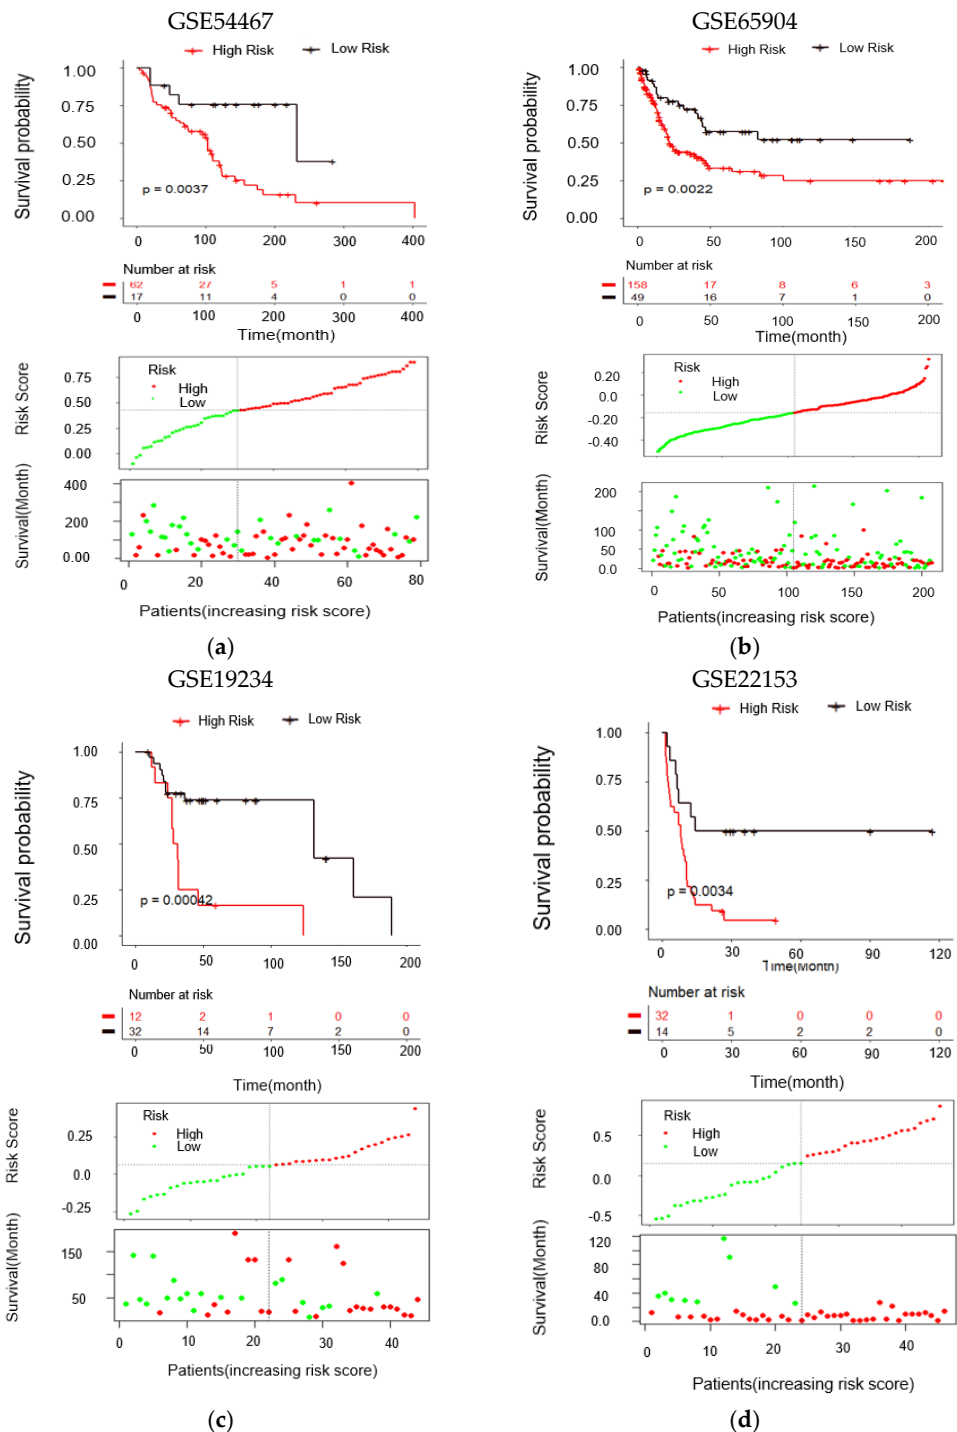 GSE54467
High Risk Low Risk
Survival probability
1.00
0.75
0.50
0.25
0.00
p = 0.0037
0 100 200 300 400
Number at risk
62 27 5 1 1
17 11 4 0 0
0 100 200 300 400
Time(month)
Risk Score
0.75
0.50
0.25
0.00
Risk
High
Low
Survival(Month)
400
200
0.00
0 20 40 60 80
Patients(increasing risk score)
(a)
GSE65904
High Risk Low Risk
Survival probability
1.00
0.75
0.50
0.25
0.00
p = 0.0022
0 50 100 150 200
Number at risk
158 17 8 6 3
49 16 7 1 0
0 50 100 150 200
Time(month)
Risk Score
0.20
0.0
-0.20
-0.40
Risk
High
Low
Survival(Month)
200
100
50
0.0
0 50 100 150 200
Patients(increasing risk score)
(b)
GSE19234
High Risk Low Risk
Survival probability
1.00
0.75
0.50
0.25
0.00
p = 0.00042
0 50 100 150 200
Number at risk
12 2 1 0 0
32 14 7 2 0
0 50 100 150 200
Time(month)
Risk Score
0.25
0.0
-0.25
Risk
High
Low
Survival(Month)
150
50
0 10 20 30 40
Patients(increasing risk score)
(c)
GSE22153
High Risk Low Risk
Survival probability
1.00
0.75
0.50
0.25
0.00
p = 0.0034
0 30 60 90 120
Time(Month)
Number at risk
32 1 0 0 0
14 5 2 2 0
0 30 60 90 120
Time(month)
Risk Score
0.5
0.0
-0.5
Risk
High
Low
Survival(Month)
120
80
40
0.0
0 10 20 30 40
Patients(increasing risk score)
(d)